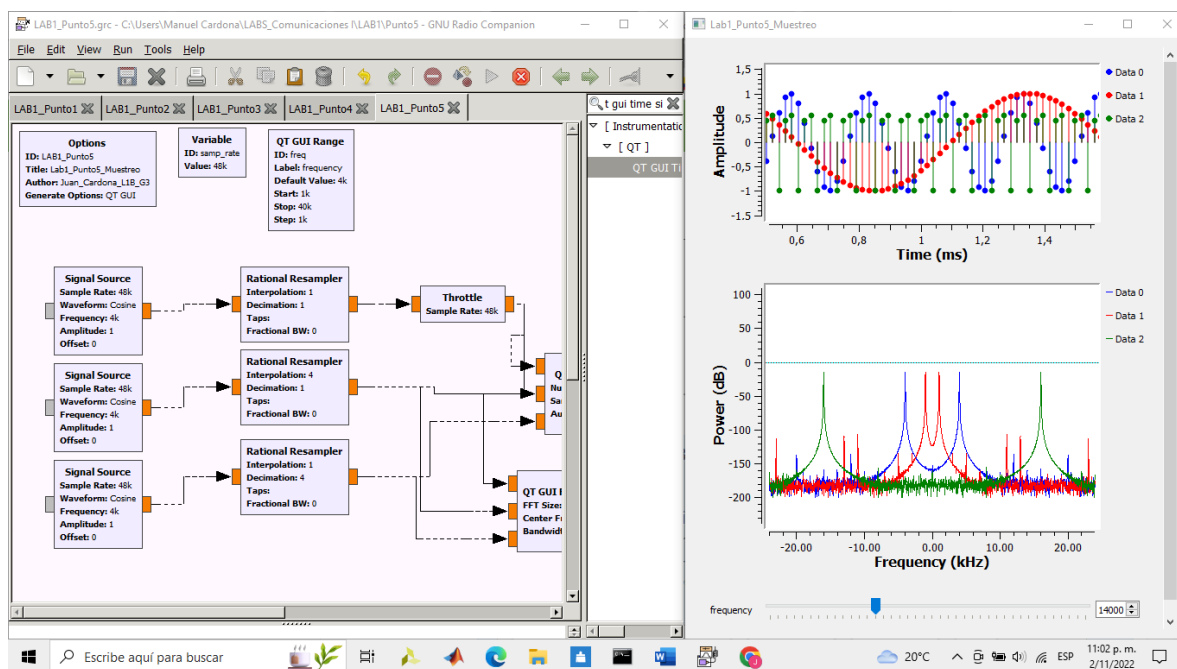 LAB1_Punto5.grc - C:\Users\Manuel Cardona\LABS_Comunicaciones I\LAB1\Punto5 - GNU Radio Companion
File Edit View Run Tools Help
LAB1_Punto1 LAB1_Punto2 LAB1_Punto3 LAB1_Punto4 LAB1_Punto5
t gui time si
[ Instrumentatic
[ QT ]
QT GUI Ti
Options
ID: LAB1_Punto5
Title: Lab1_Punto5_Muestreo
Author: Juan_Cardona_L1B_G3
Generate Options: QT GUI
Variable
ID: samp_rate
Value: 48k
QT GUI Range
ID: freq
Label: frequency
Default Value: 4k
Start: 1k
Stop: 40k
Step: 1k
Signal Source
Sample Rate: 48k
Waveform: Cosine
Frequency: 4k
Amplitude: 1
Offset: 0
Rational Resampler
Interpolation: 1
Decimation: 1
Taps:
Fractional BW: 0
Throttle
Sample Rate: 48k
Signal Source
Sample Rate: 48k
Waveform: Cosine
Frequency: 4k
Amplitude: 1
Offset: 0
Rational Resampler
Interpolation: 4
Decimation: 1
Taps:
Fractional BW: 0
Q
Nu
Sa
Au
Signal Source
Sample Rate: 48k
Waveform: Cosine
Frequency: 4k
Amplitude: 1
Offset: 0
Rational Resampler
Interpolation: 1
Decimation: 4
Taps:
Fractional BW: 0
QT GUI
FFT Size:
Center Fr
Bandwidt
Lab1_Punto5_Muestreo
1,5
1
0,5
0
-0,5
-1
-1.5
Amplitude
0,6 0,8 1 1,2 1,4
Time (ms)
Data 0
Data 1
Data 2
100
50
0
-50
-100
-150
-200
Power (dB)
-20.00 -10.00 0.00 10.00 20.00
Frequency (kHz)
Data 0
Data 1
Data 2
frequency 14000
Escribe aquí para buscar
20°C
ESP
11:02 p. m.
2/11/2022